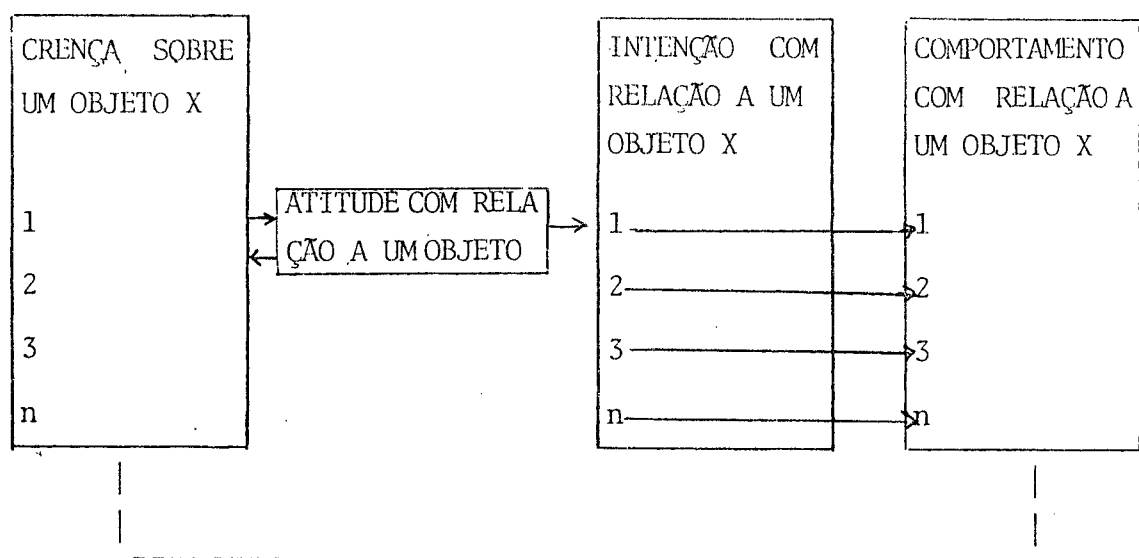 CRENÇA SOBRE
UM OBJETO X
1
2
3
n
ATITUDE COM RELA
ÇÃO A UM OBJETO
INTENÇÃO COM
RELAÇÃO A UM
OBJETO X
1
2
3
n
COMPORTAMENTO
COM RELAÇÃO A
UM OBJETO X
1
2
3
n